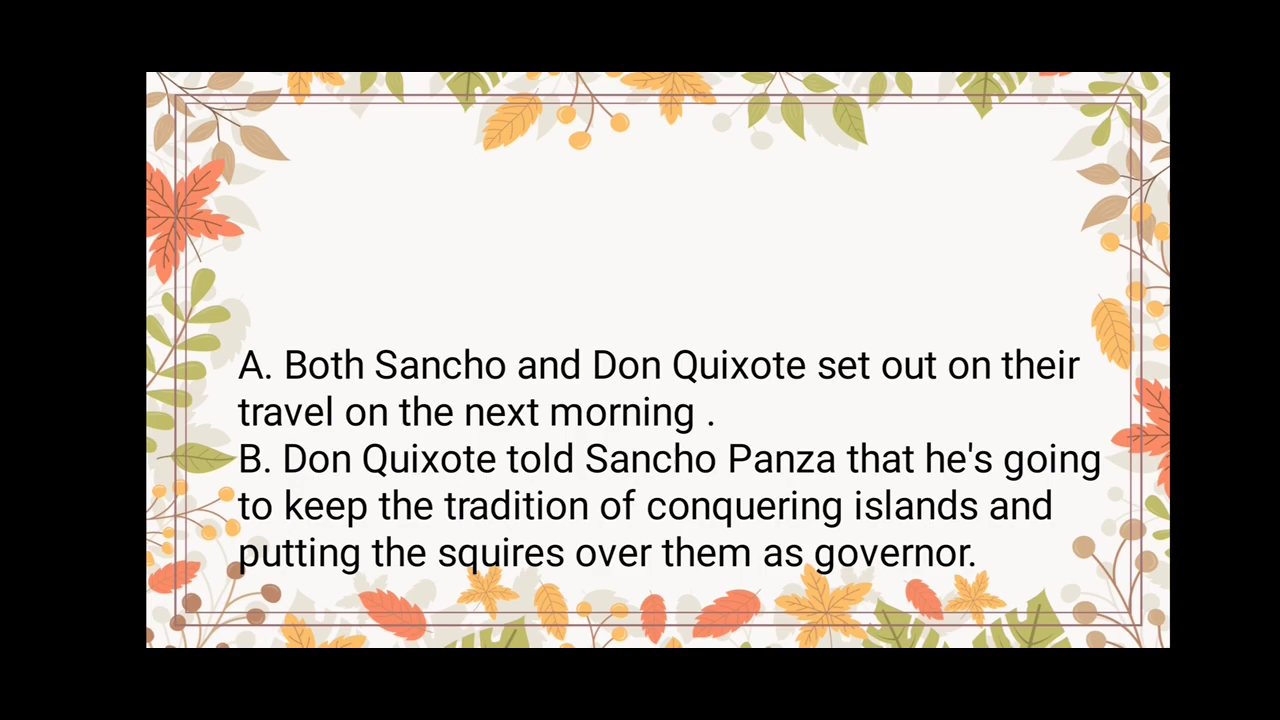 A. Both Sancho and Don Quixote set out on their
travel on the next morning .
B. Don Quixote told Sancho Panza that he's going
to keep the tradition of conquering islands and
putting the squires over them as governor.